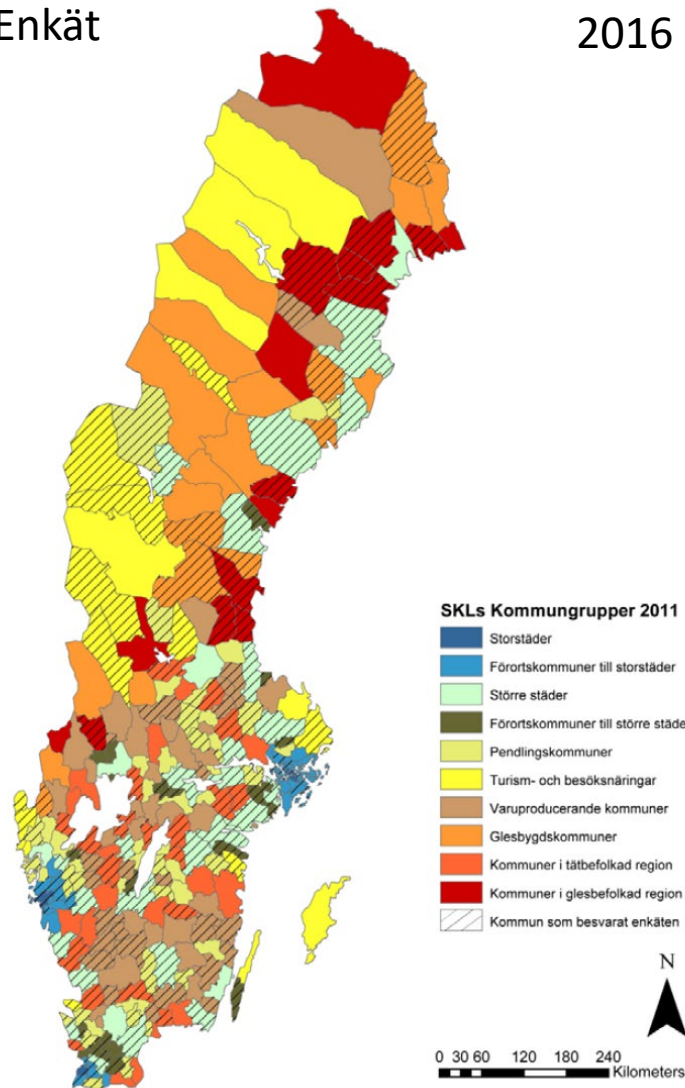 Enkät
2016
SKLs Kommungrupper 2011
Storstäder
Förortskommuner till storstäder
Större städer
Förortskommuner till större städe
Pendlingskommuner
Turism- och besöksnäringar
Varuproducerande kommuner
Glesbygdskommuner
Kommuner i tätbefolkad region
Kommuner i glesbefolkad region
Kommun som besvarat enkäten
N
0 30 60 120 180 240
Kilometers